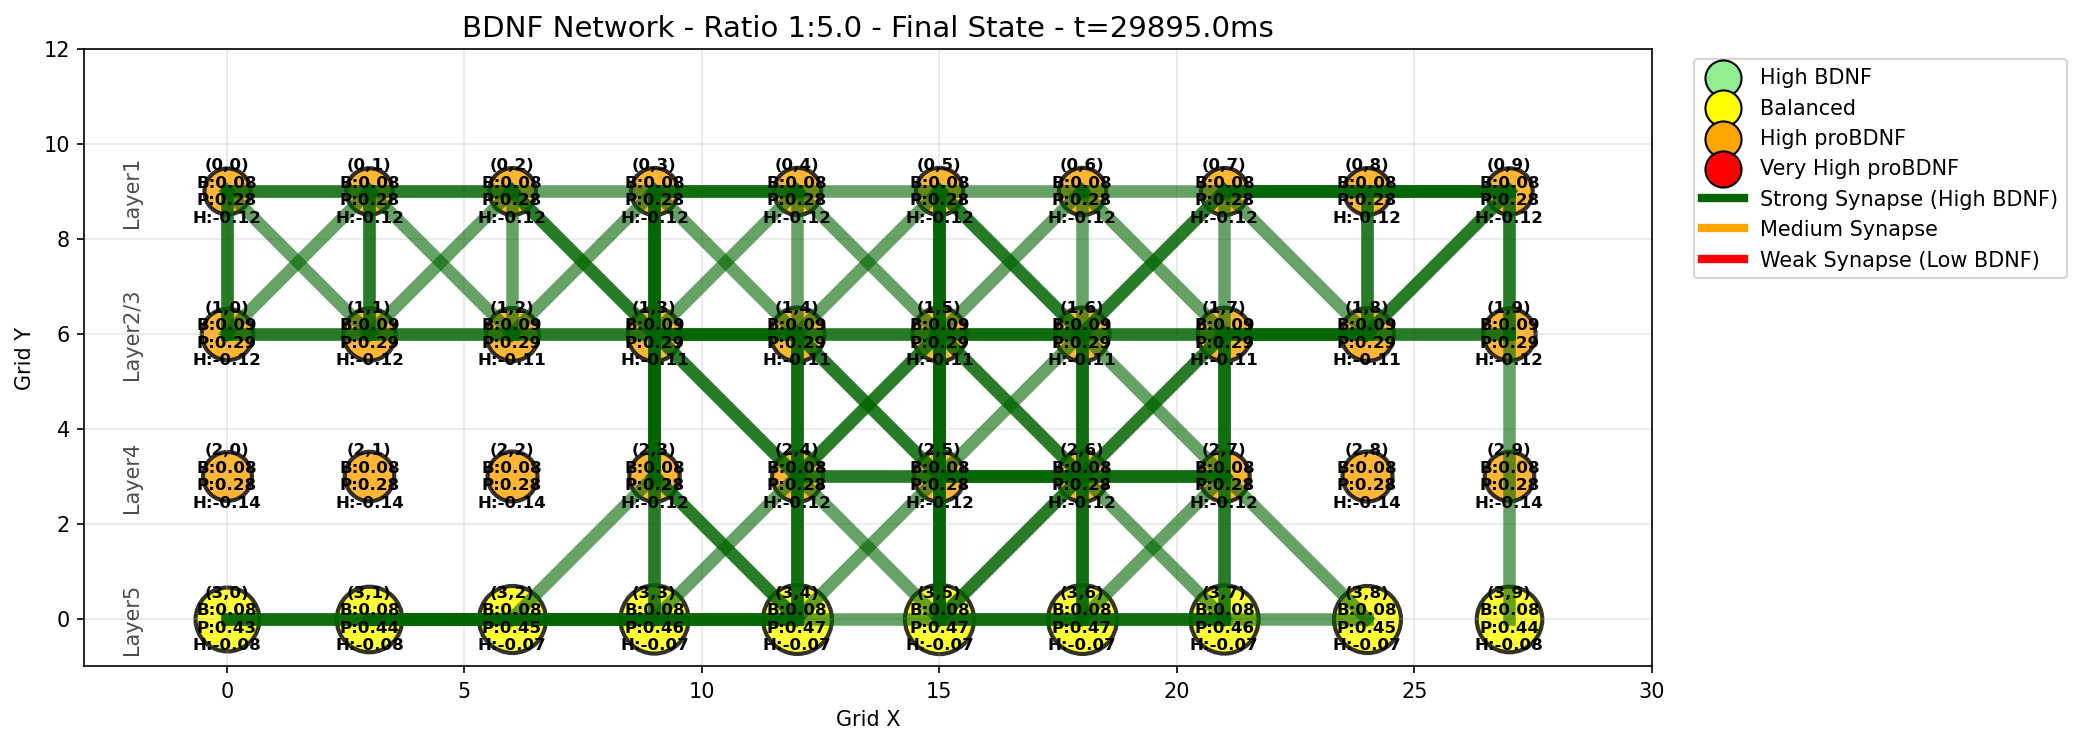 BDNF Network - Ratio 1:5.0 - Final State - t=29895.0ms
12
10
8
6
4
2
0
Grid Y
Layer1
Layer2/3
Layer4
Layer5
(0,0) (0,1) (0,2) (0,3) (0,4) (0,5) (0,6) (0,7) (0,8) (0,9)
B:0.08 B:0.08 B:0.08 B:0.08 B:0.08 B:0.08 B:0.08 B:0.08 B:0.08 B:0.08
P:0.28 P:0.28 P:0.28 P:0.28 P:0.28 P:0.28 P:0.28 P:0.28 P:0.28 P:0.28
H:-0.12 H:-0.12 H:-0.12 H:-0.12 H:-0.12 H:-0.12 H:-0.12 H:-0.12 H:-0.12 H:-0.12
(1,0) (1,1) (1,2) (1,3) (1,4) (1,5) (1,6) (1,7) (1,8) (1,9)
B:0.09 B:0.09 B:0.09 B:0.09 B:0.09 B:0.09 B:0.09 B:0.09 B:0.09 B:0.09
P:0.29 P:0.29 P:0.29 P:0.29 P:0.29 P:0.29 P:0.29 P:0.29 P:0.29 P:0.29
H:-0.12 H:-0.12 H:-0.11 H:-0.11 H:-0.11 H:-0.11 H:-0.11 H:-0.11 H:-0.11 H:-0.12
(2,0) (2,1) (2,2) (2,3) (2,4) (2,5) (2,6) (2,7) (2,8) (2,9)
B:0.08 B:0.08 B:0.08 B:0.08 B:0.08 B:0.08 B:0.08 B:0.08 B:0.08 B:0.08
P:0.28 P:0.28 P:0.28 P:0.28 P:0.28 P:0.28 P:0.28 P:0.28 P:0.28 P:0.28
H:-0.14 H:-0.14 H:-0.14 H:-0.12 H:-0.12 H:-0.12 H:-0.12 H:-0.12 H:-0.14 H:-0.14
(3,0) (3,1) (3,2) (3,3) (3,4) (3,5) (3,6) (3,7) (3,8) (3,9)
B:0.08 B:0.08 B:0.08 B:0.08 B:0.08 B:0.08 B:0.08 B:0.08 B:0.08 B:0.08
P:0.43 P:0.44 P:0.45 P:0.46 P:0.47 P:0.47 P:0.47 P:0.46 P:0.45 P:0.44
H:-0.08 H:-0.08 H:-0.07 H:-0.07 H:-0.07 H:-0.07 H:-0.07 H:-0.07 H:-0.07 H:-0.08
0 5 10 15 20 25 30
Grid X
High BDNF
Balanced
High proBDNF
Very High proBDNF
Strong Synapse (High BDNF)
Medium Synapse
Weak Synapse (Low BDNF)